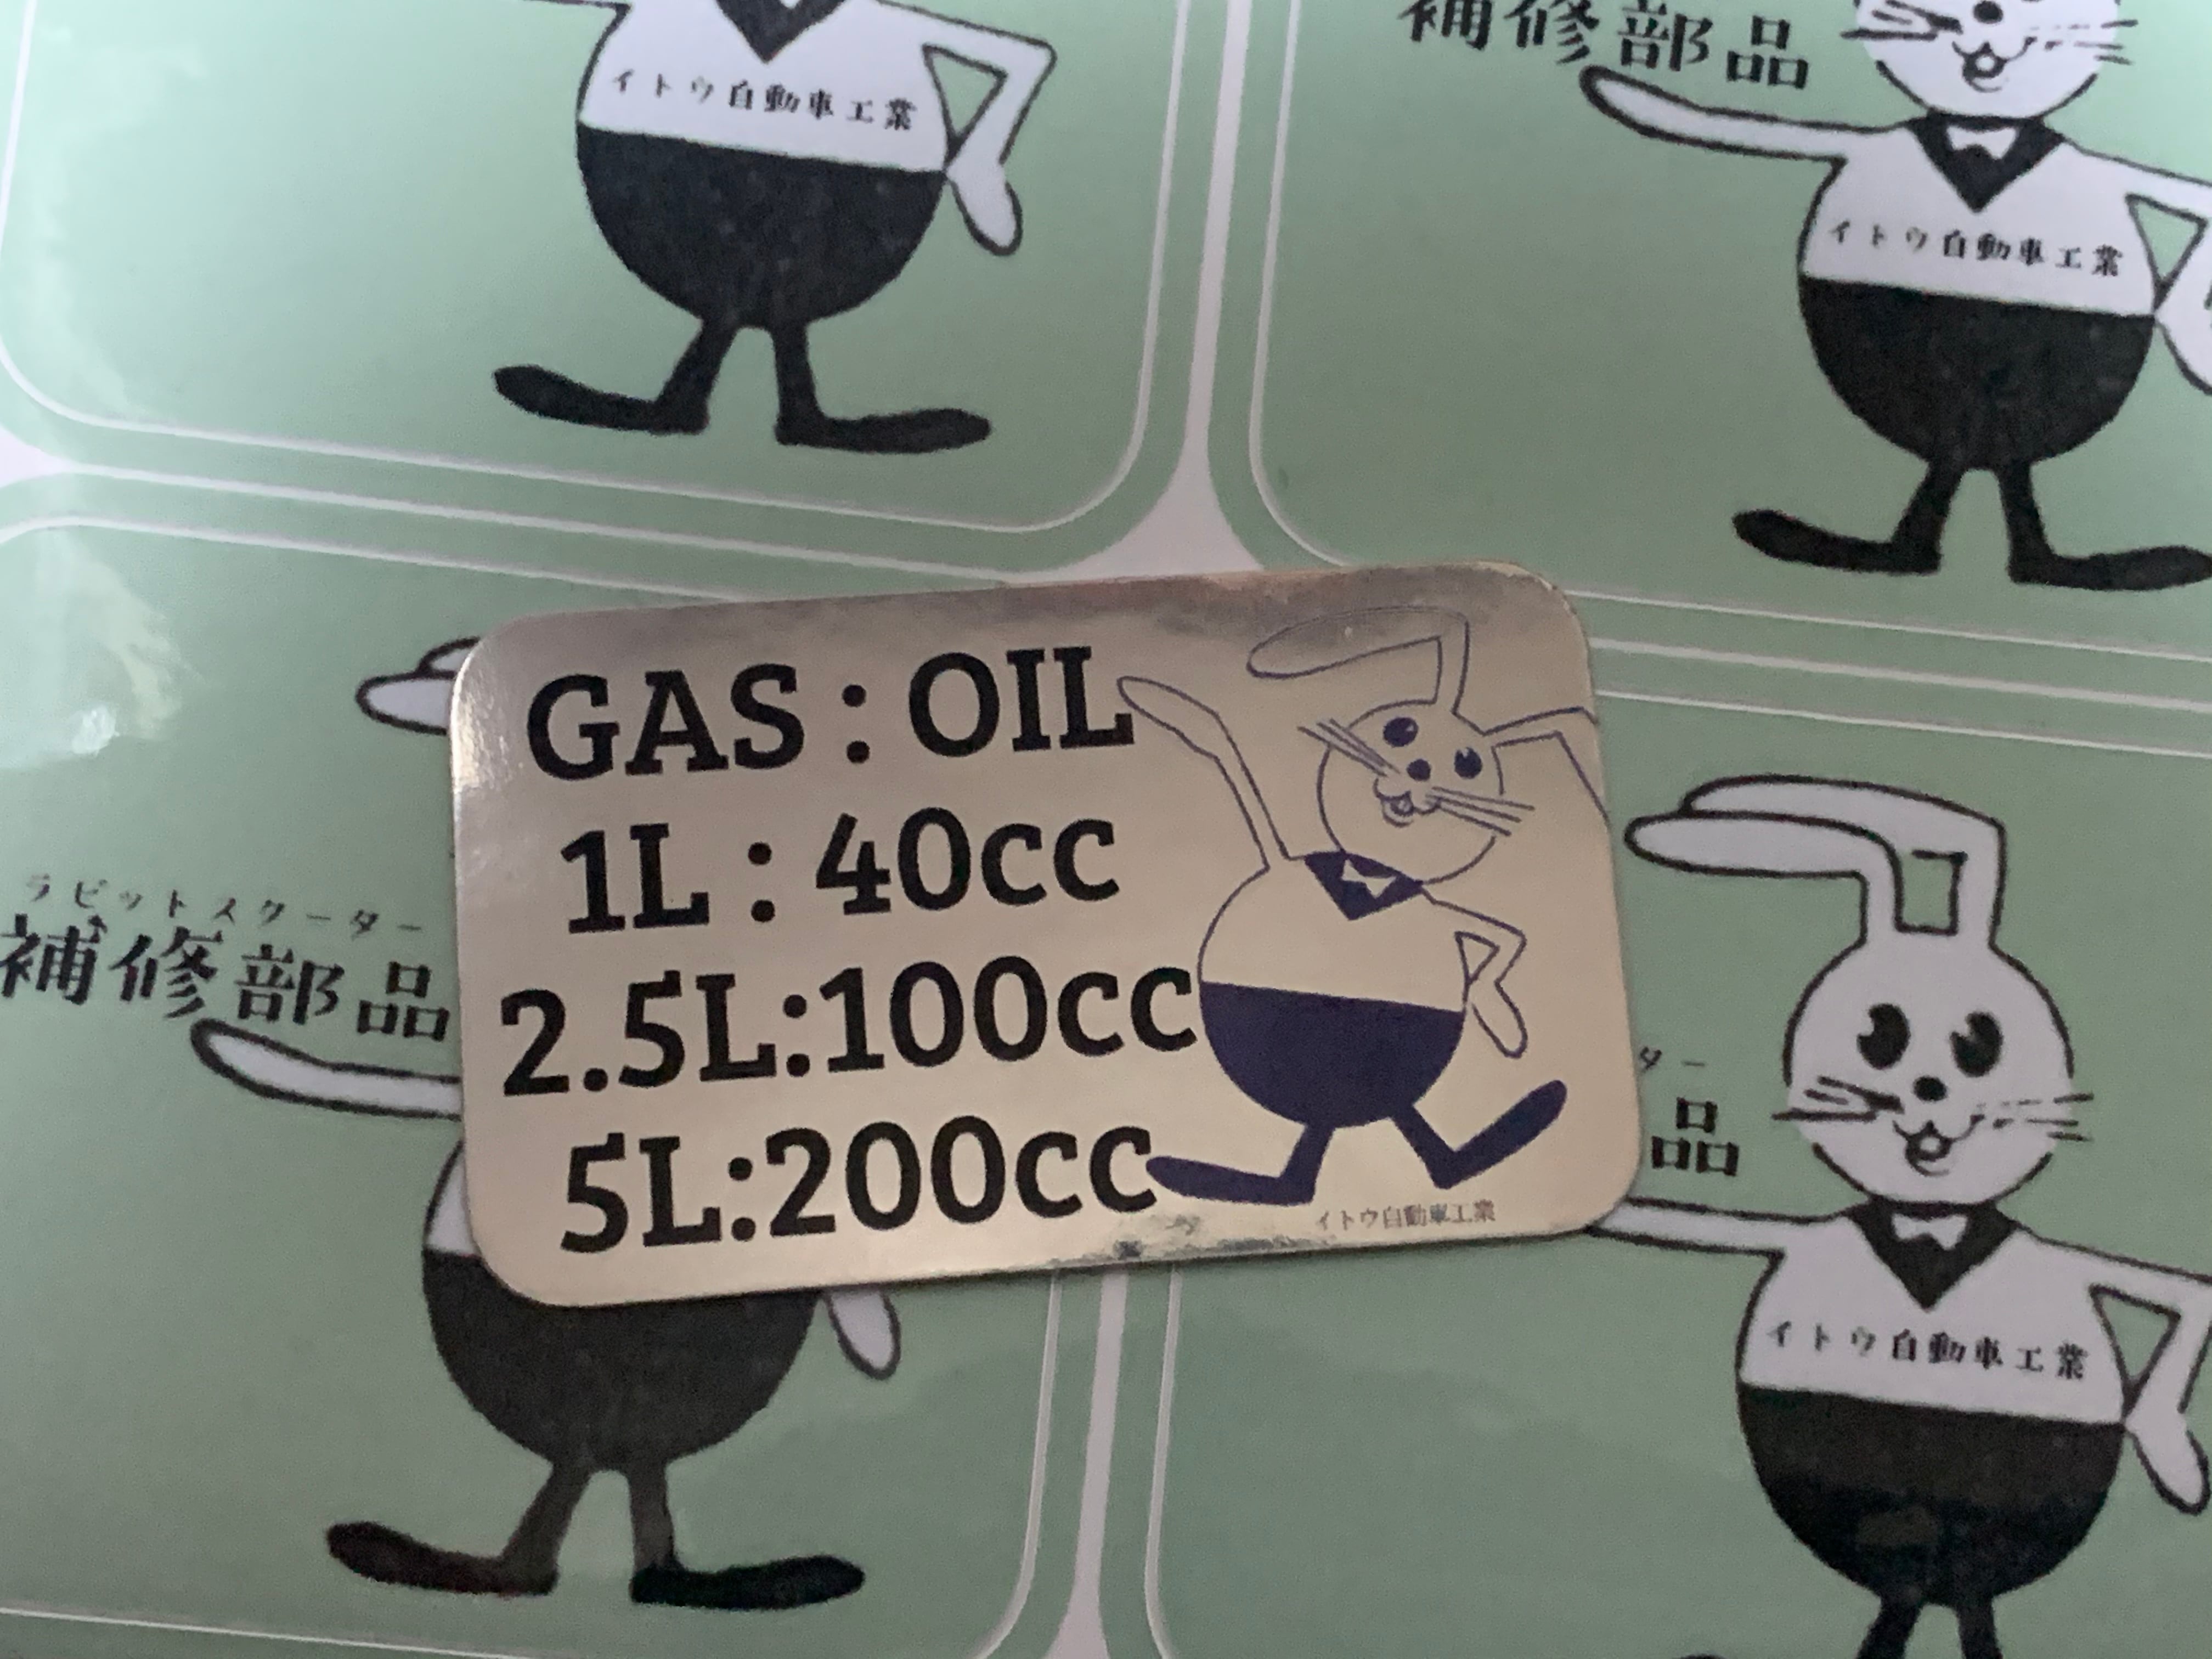 イトウ自動車工業
補修部品
イトウ自動車工業
GAS : OIL
1L : 40cc
2.5L:100cc
5L:200cc
イトウ自動車工業
ラビットスクーター
補修部品
ター
品
イトウ自動車工業